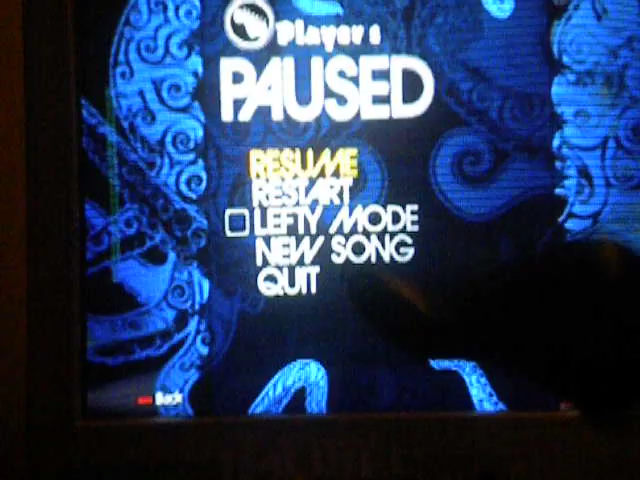 Player 1
PAUSED
RESUME
RESTART
LEFTY MODE
NEW SONG
QUIT
Back